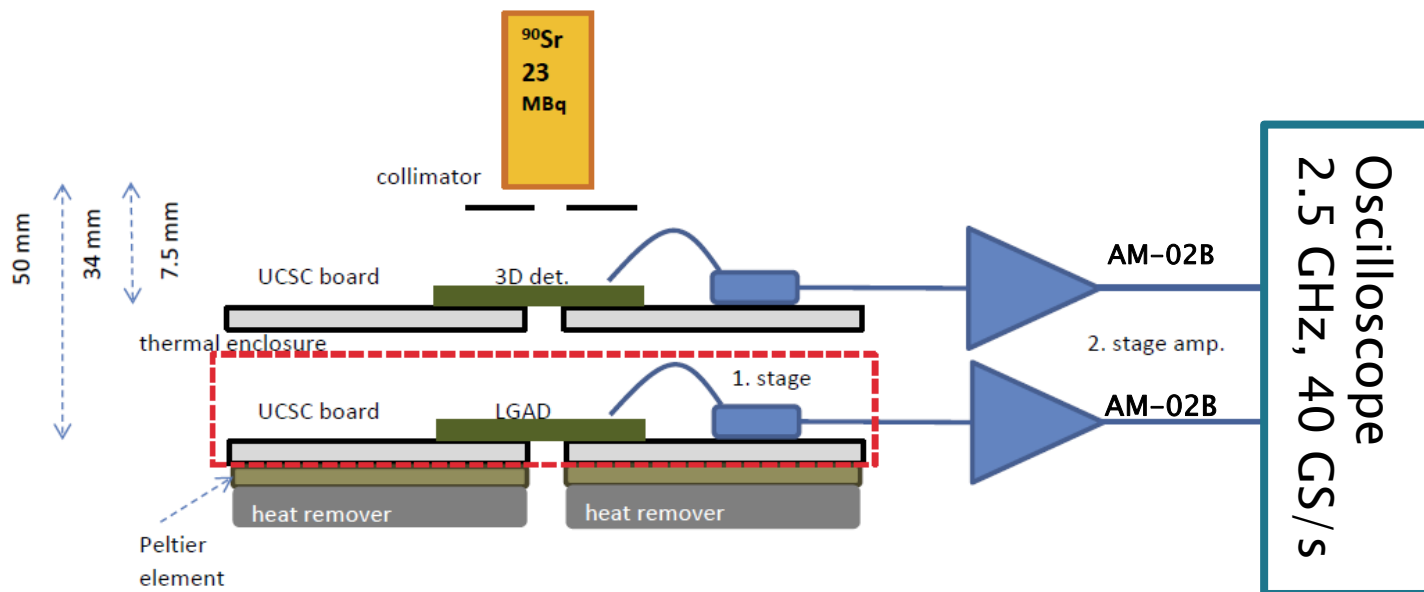 ⁹⁰Sr
23
MBq
collimator
50 mm
34 mm
7.5 mm
UCSC board
3D det.
AM-02B
thermal enclosure
2. stage amp.
1. stage
UCSC board
LGAD
AM-02B
heat remover
heat remover
Peltier
element
Oscilloscope
2.5 GHz, 40 GS/s